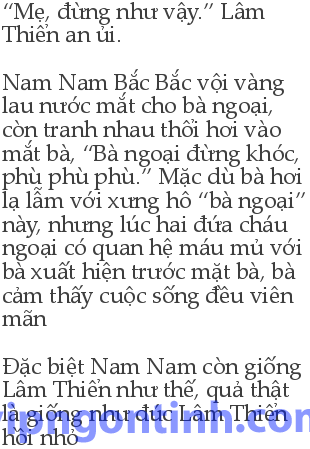 “Mẹ, đừng như vậy.” Lâm
Thiển an ủi.
Nam Nam Bắc Bắc vội vàng
lau nước mắt cho bà ngoại,
còn tranh nhau thổi hơi vào
mắt bà, “Bà ngoại đừng khóc,
phù phù phù.” Mặc dù bà hơi
lạ lẫm với xưng hô “bà ngoại”
này, nhưng lúc hai đứa cháu
ngoại có quan hệ máu mủ với
bà xuất hiện trước mặt bà, bà
cảm thấy cuộc sống đều viên
mãn
Đặc biệt Nam Nam còn giống
Lâm Thiển như thế, quả thật
là giống như đúc Lâm Thiển
hồi nhỏ
vipngontinh.com